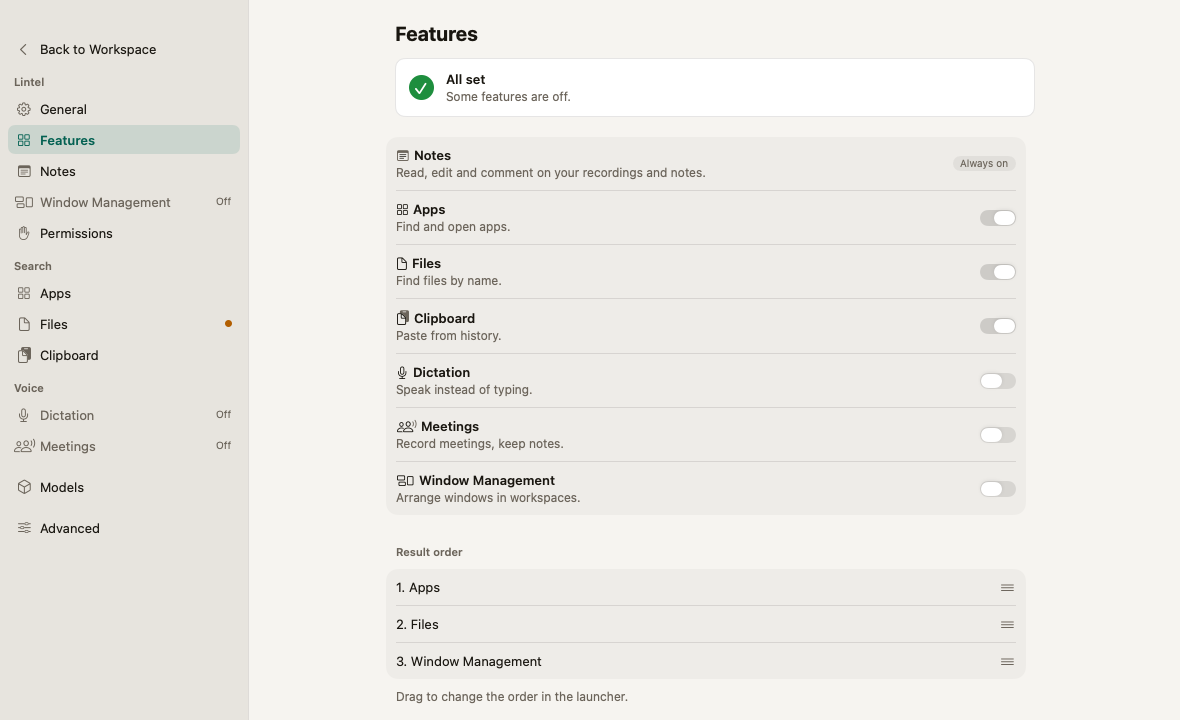 Back to Workspace
Lintel
General
Features
Notes
Window Management Off
Permissions
Search
Apps
Files
Clipboard
Voice
Dictation Off
Meetings Off
Models
Advanced
Features
All set
Some features are off.
Notes
Read, edit and comment on your recordings and notes.
Always on
Apps
Find and open apps.
Files
Find files by name.
Clipboard
Paste from history.
Dictation
Speak instead of typing.
Meetings
Record meetings, keep notes.
Window Management
Arrange windows in workspaces.
Result order
1. Apps
2. Files
3. Window Management
Drag to change the order in the launcher.